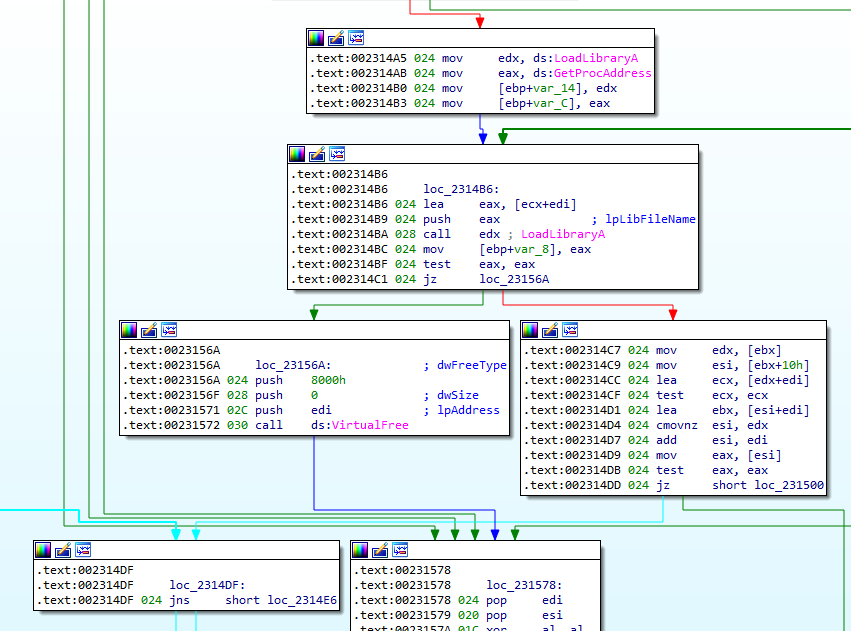 .text:002314A5 024 mov edx, ds:LoadLibraryA
.text:002314AB 024 mov eax, ds:GetProcAddress
.text:002314B0 024 mov [ebp+var_14], edx
.text:002314B3 024 mov [ebp+var_C], eax
.text:002314B6
.text:002314B6 loc_2314B6:
.text:002314B6 024 lea eax, [ecx+edi]
.text:002314B9 024 push eax ; lpLibFileName
.text:002314BA 028 call edx ; LoadLibraryA
.text:002314BC 024 mov [ebp+var_8], eax
.text:002314BF 024 test eax, eax
.text:002314C1 024 jz loc_23156A
.text:0023156A
.text:0023156A loc_23156A: ; dwFreeType
.text:0023156A 024 push 8000h
.text:0023156F 028 push 0 ; dwSize
.text:00231571 02C push edi ; lpAddress
.text:00231572 030 call ds:VirtualFree
.text:002314C7 024 mov edx, [ebx]
.text:002314C9 024 mov esi, [ebx+10h]
.text:002314CC 024 lea ecx, [edx+edi]
.text:002314CF 024 test ecx, ecx
.text:002314D1 024 lea ebx, [esi+edi]
.text:002314D4 024 cmovnz esi, edx
.text:002314D7 024 add esi, edi
.text:002314D9 024 mov eax, [esi]
.text:002314DB 024 test eax, eax
.text:002314DD 024 jz short loc_231500
.text:002314DF
.text:002314DF loc_2314DF:
.text:002314DF 024 jns short loc_2314E6
.text:00231578
.text:00231578 loc_231578:
.text:00231578 024 pop edi
.text:00231579 020 pop esi
.text:0023157A 01C xor al, al